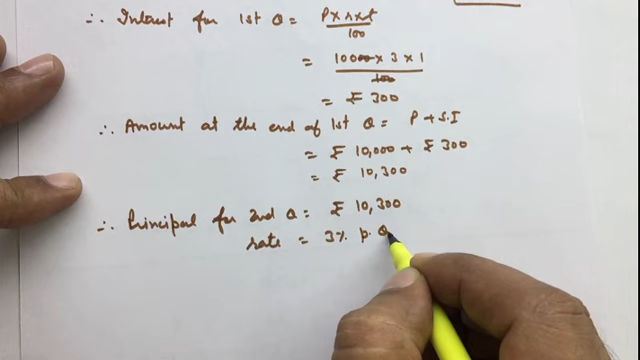 ∴ Interest for 1st Q = P x r x t / 100
= 10000 x 3 x 1 / 100
= ₹ 300
∴ Amount at the end of 1st Q = P + S.I
= ₹ 10,000 + ₹ 300
= ₹ 10,300
∴ Principal for 2nd Q = ₹ 10,300
rate = 3% p. Q